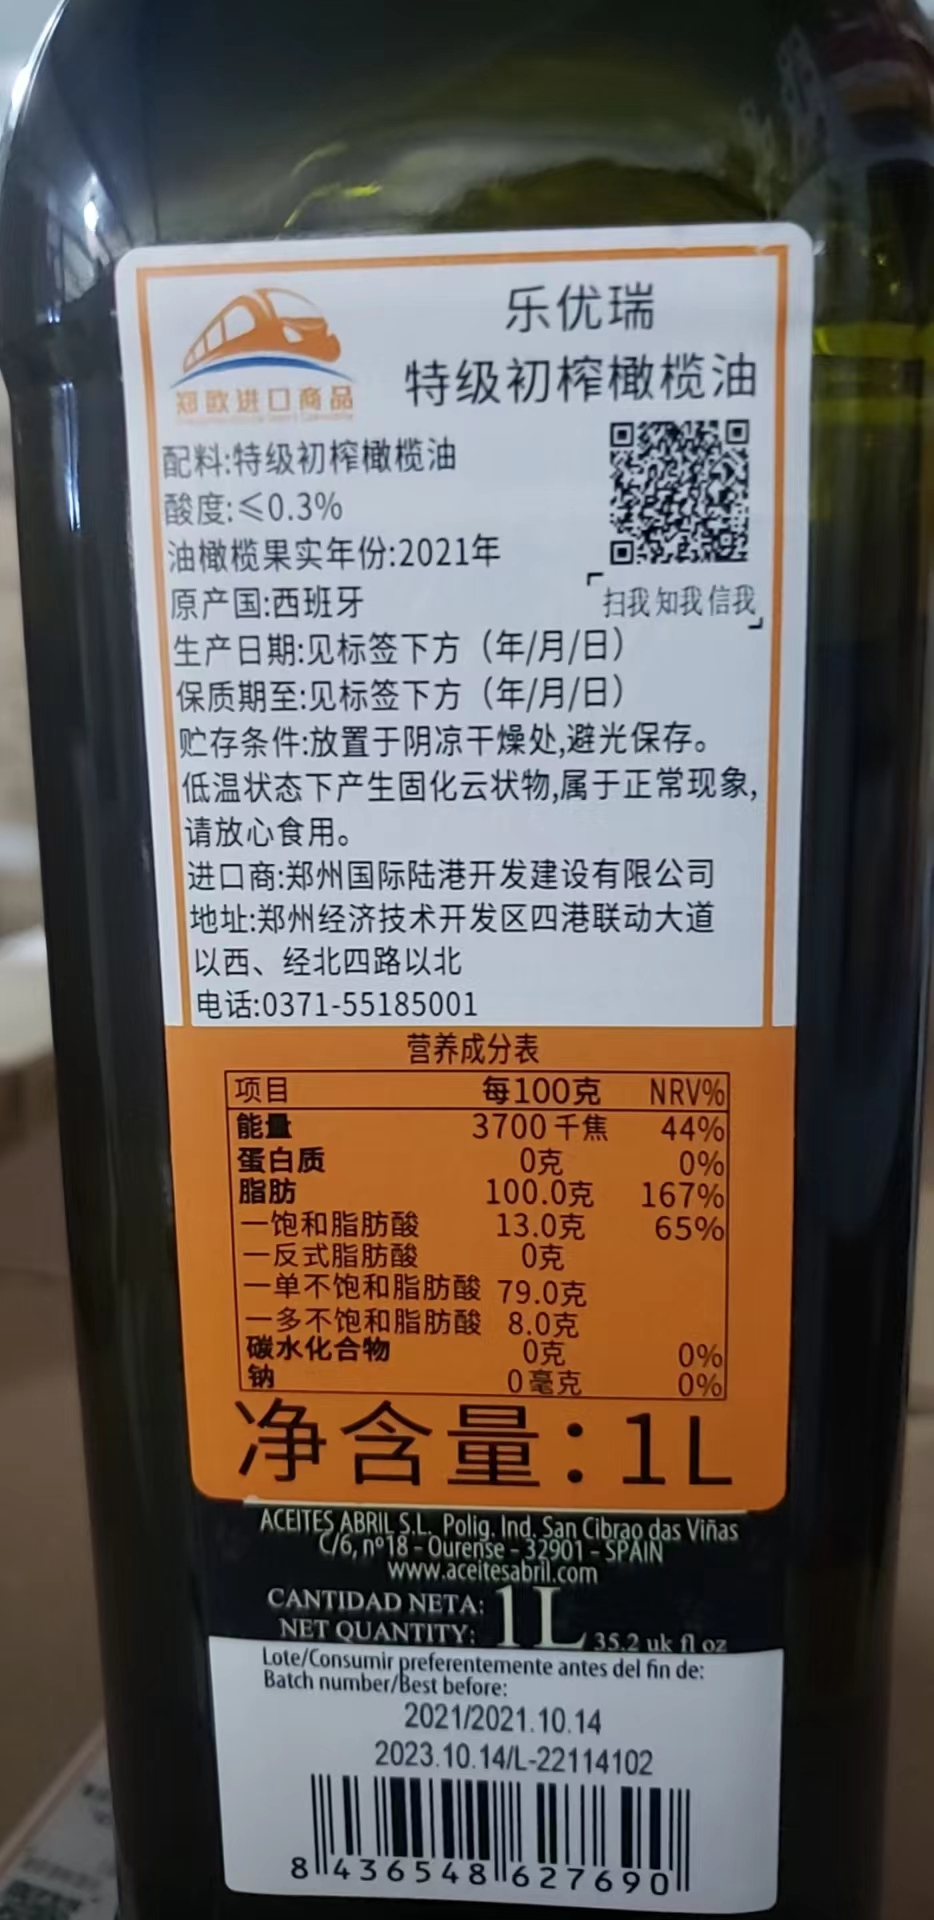 乐优瑞
特级初榨橄榄油
郑欧进口商品
配料:特级初榨橄榄油
酸度:≤0.3%
油橄榄果实年份:2021年
原产国:西班牙
「扫我知我信我」
生产日期:见标签下方（年/月/日）
保质期至:见标签下方（年/月/日）
贮存条件:放置于阴凉干燥处,避光保存。
低温状态下产生固化云状物,属于正常现象,
请放心食用。
进口商:郑州国际陆港开发建设有限公司
地址:郑州经济技术开发区四港联动大道
以西、经北四路以北
电话:0371-55185001
营养成分表
项目 每100克 NRV%
能量 3700千焦 44%
蛋白质 0克 0%
脂肪 100.0克 167%
—饱和脂肪酸 13.0克 65%
—反式脂肪酸 0克
—单不饱和脂肪酸 79.0克
—多不饱和脂肪酸 8.0克
碳水化合物 0克 0%
钠 0毫克 0%
净含量：1L
ACEITES ABRIL S.L. Polig. Ind. San Cibrao das Viñas
C/6, nº18 - Ourense - 32901 - SPAIN
www.aceitesabril.com
CANTIDAD NETA:
NET QUANTITY: 1L 35.2 uk fl oz
Lote/Consumir preferentemente antes del fin de:
Batch number/Best before:
2021/2021.10.14
2023.10.14/L-22114102
8 436548 627690